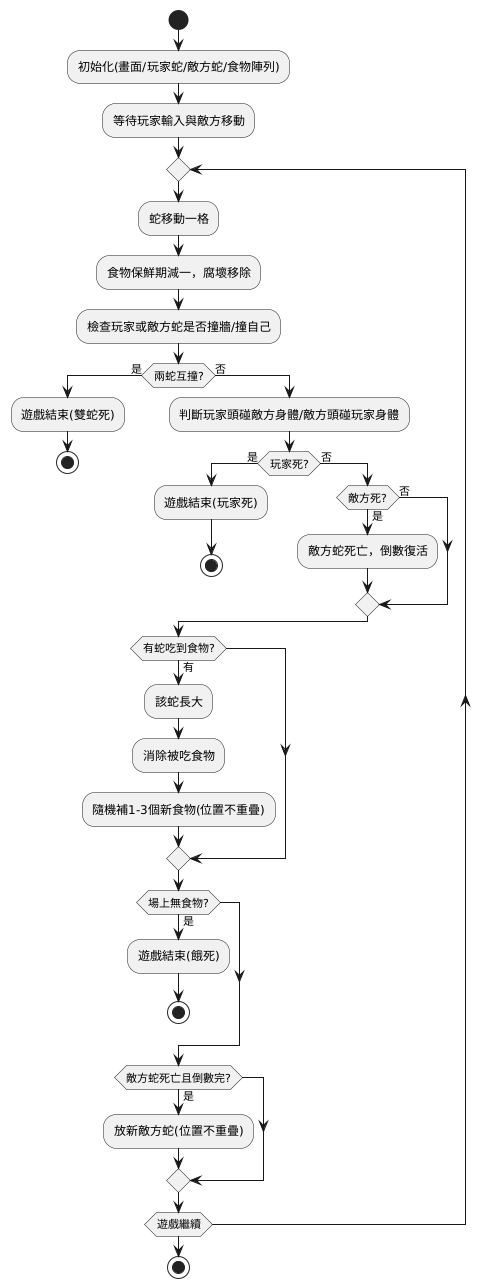 初始化(畫面/玩家蛇/敵方蛇/食物陣列)
等待玩家輸入與敵方移動
蛇移動一格
食物保鮮期減一，腐壞移除
檢查玩家或敵方蛇是否撞牆/撞自己
是
兩蛇互撞?
否
遊戲結束(雙蛇死)
判斷玩家頭碰敵方身體/敵方頭碰玩家身體
是
玩家死?
否
遊戲結束(玩家死)
敵方死?
否
是
敵方蛇死亡，倒數復活
有蛇吃到食物?
有
該蛇長大
消除被吃食物
隨機補1-3個新食物(位置不重疊)
場上無食物?
是
遊戲結束(餓死)
敵方蛇死亡且倒數完?
是
放新敵方蛇(位置不重疊)
遊戲繼續